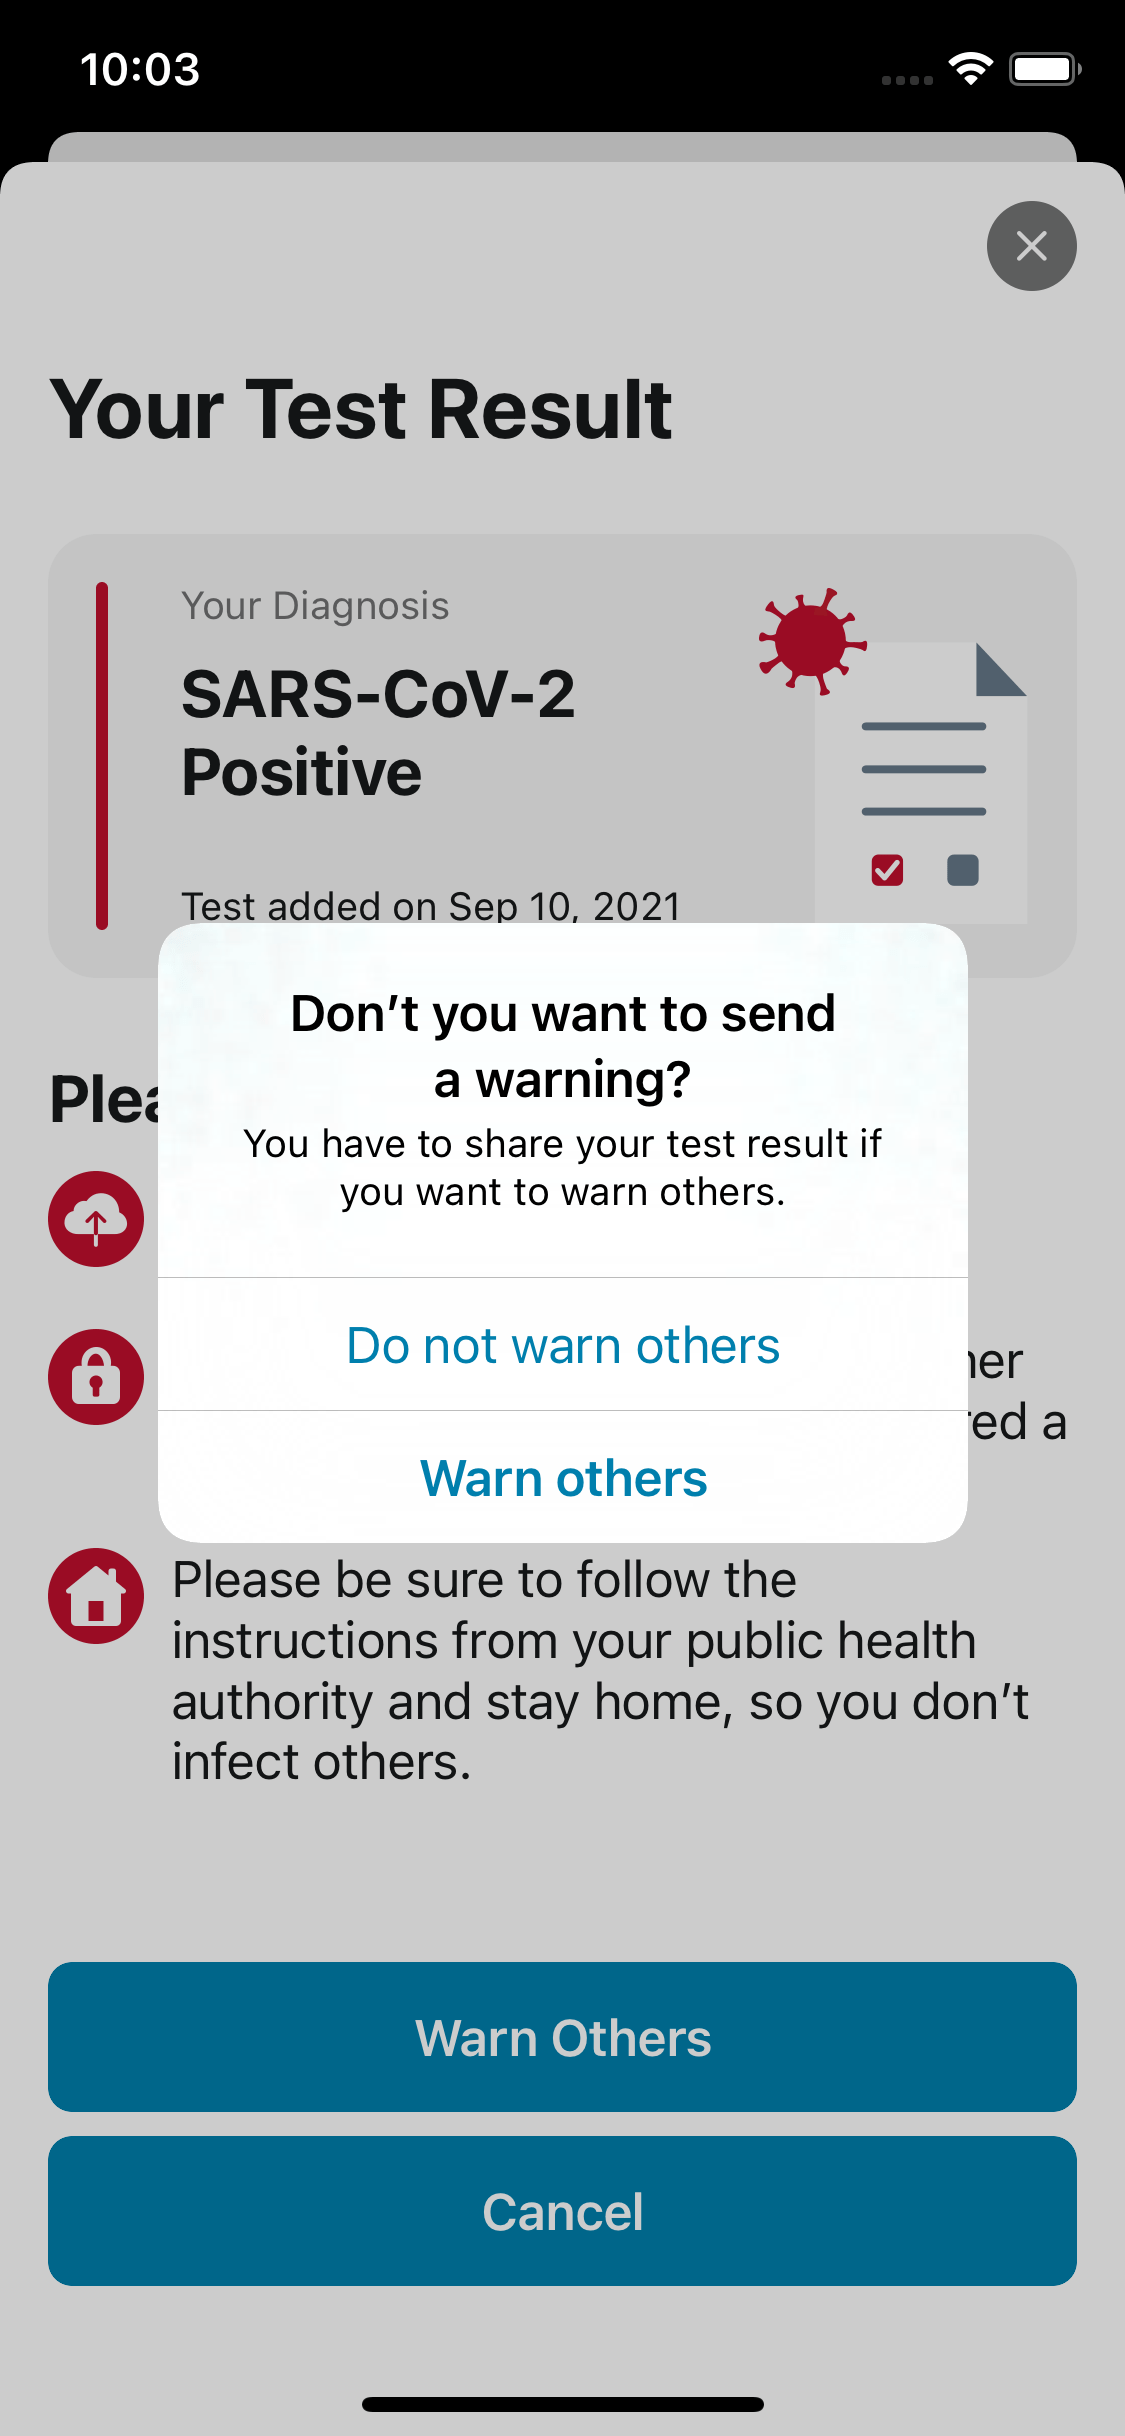 10:03
Your Test Result
Your Diagnosis
SARS-CoV-2
Positive
Test added on Sep 10, 2021
Don’t you want to send
a warning?
You have to share your test result if
you want to warn others.
Do not warn others
Warn others
a
Please be sure to follow the
instructions from your public health
authority and stay home, so you don’t
infect others.
Warn Others
Cancel